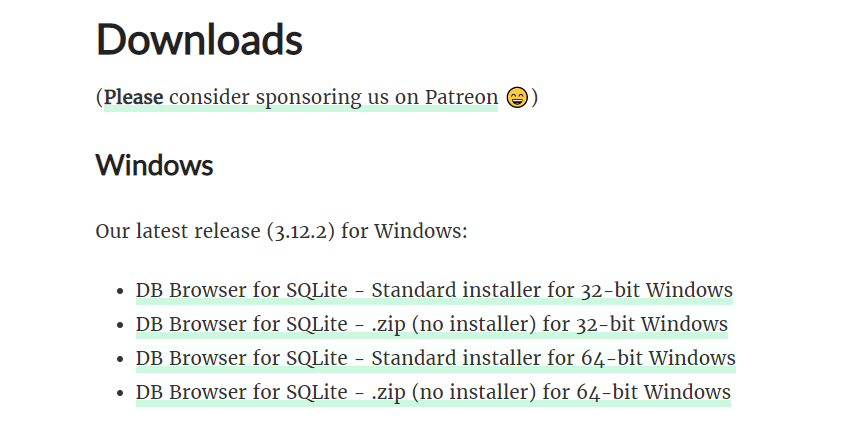 Downloads
(Please consider sponsoring us on Patreon 😄)
Windows
Our latest release (3.12.2) for Windows:
• DB Browser for SQLite - Standard installer for 32-bit Windows
• DB Browser for SQLite - .zip (no installer) for 32-bit Windows
• DB Browser for SQLite - Standard installer for 64-bit Windows
• DB Browser for SQLite - .zip (no installer) for 64-bit Windows